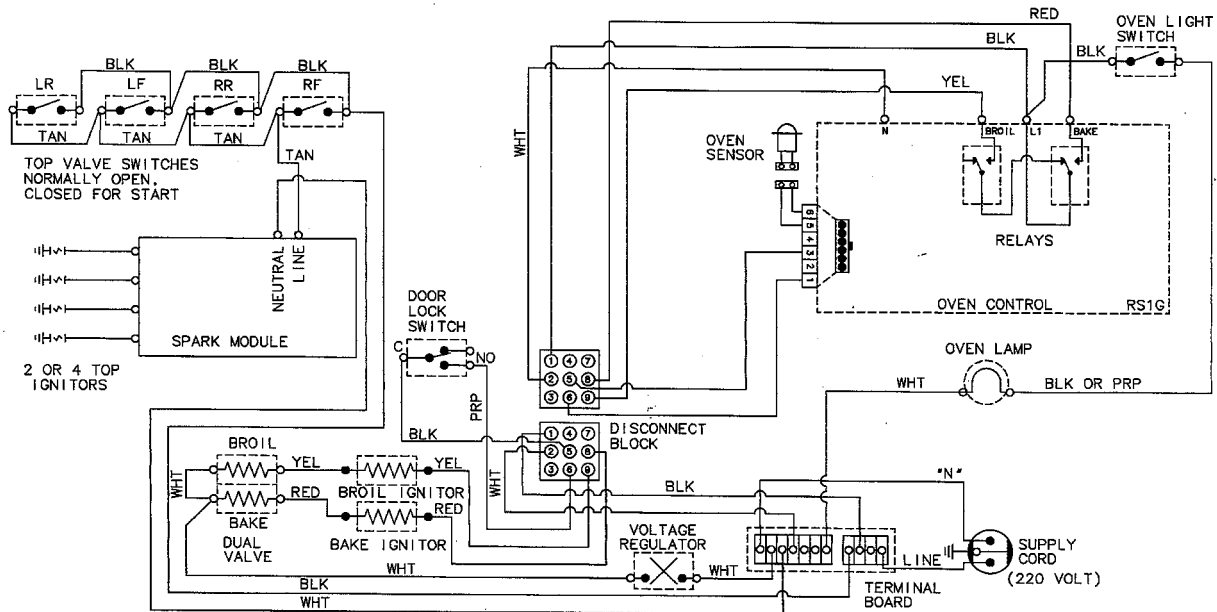 RED
OVEN LIGHT
SWITCH
BLK
BLK
BLK
BLK
BLK
LR
LF
RR
RF
YEL
TAN
TAN
TAN
TAN
WHT
OVEN
SENSOR
N
BROIL
L1
BAKE
TOP VALVE SWITCHES
NORMALLY OPEN,
CLOSED FOR START
RELAYS
6
5
4
3
2
1
NEUTRAL
LINE
OVEN CONTROL
RS1G
DOOR
LOCK
SWITCH
SPARK MODULE
C
NO
1 4 7
2 5 8
3 6 9
OVEN LAMP
WHT
BLK OR PRP
2 OR 4 TOP
IGNITORS
PRP
DISCONNECT
BLOCK
BLK
1 4 7
2 5 8
3 6 9
BROIL
YEL
YEL
WHT
WHT
"N"
BROIL IGNITOR
BLK
RED
RED
BAKE
DUAL
VALVE
BAKE IGNITOR
VOLTAGE
REGULATOR
SUPPLY
CORD
(220 VOLT)
WHT
WHT
LINE
TERMINAL
BOARD
BLK
WHT